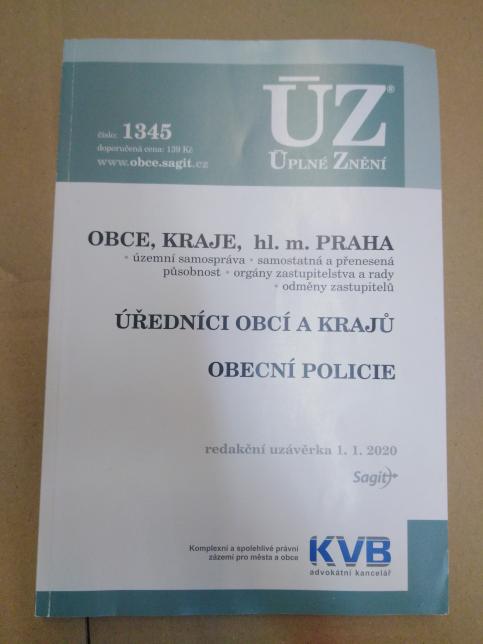 číslo: 1345
doporučená cena: 139 Kč
www.obce.sagit.cz
ÚZ®
ÚPLNÉ ZNĚNÍ
OBCE, KRAJE, hl. m. PRAHA
• územní samospráva • samostatná a přenesená
působnost • orgány zastupitelstva a rady
• odměny zastupitelů
ÚŘEDNÍCI OBCÍ A KRAJŮ
OBECNÍ POLICIE
redakční uzávěrka 1. 1. 2020
Sagit
Komplexní a spolehlivé právní
zázemí pro města a obce
KVB
advokátní kancelář